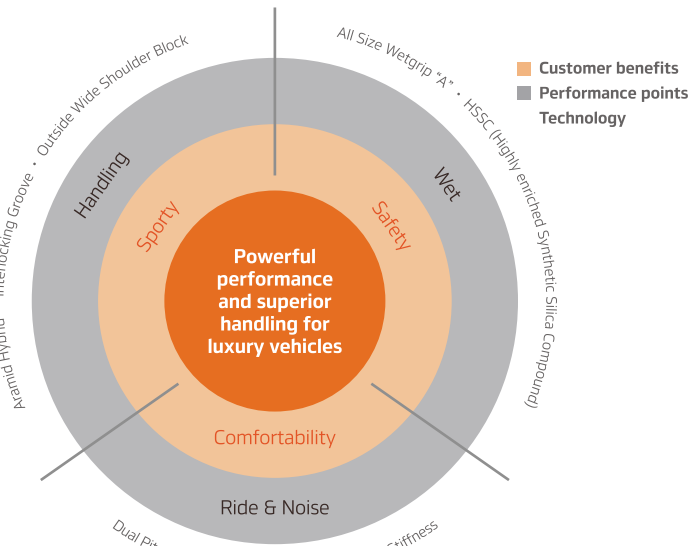 All Size Wetgrip “A” • HSSC (Highly enriched Synthetic Silica Compound)
Outside Wide Shoulder Block
Interlocking Groove •
Aramid Hybrid
Customer benefits
Performance points
Technology
Handling
Wet
Sporty
Safety
Powerful
performance
and superior
handling for
luxury vehicles
Comfortability
Ride & Noise
Dual
Stiffness